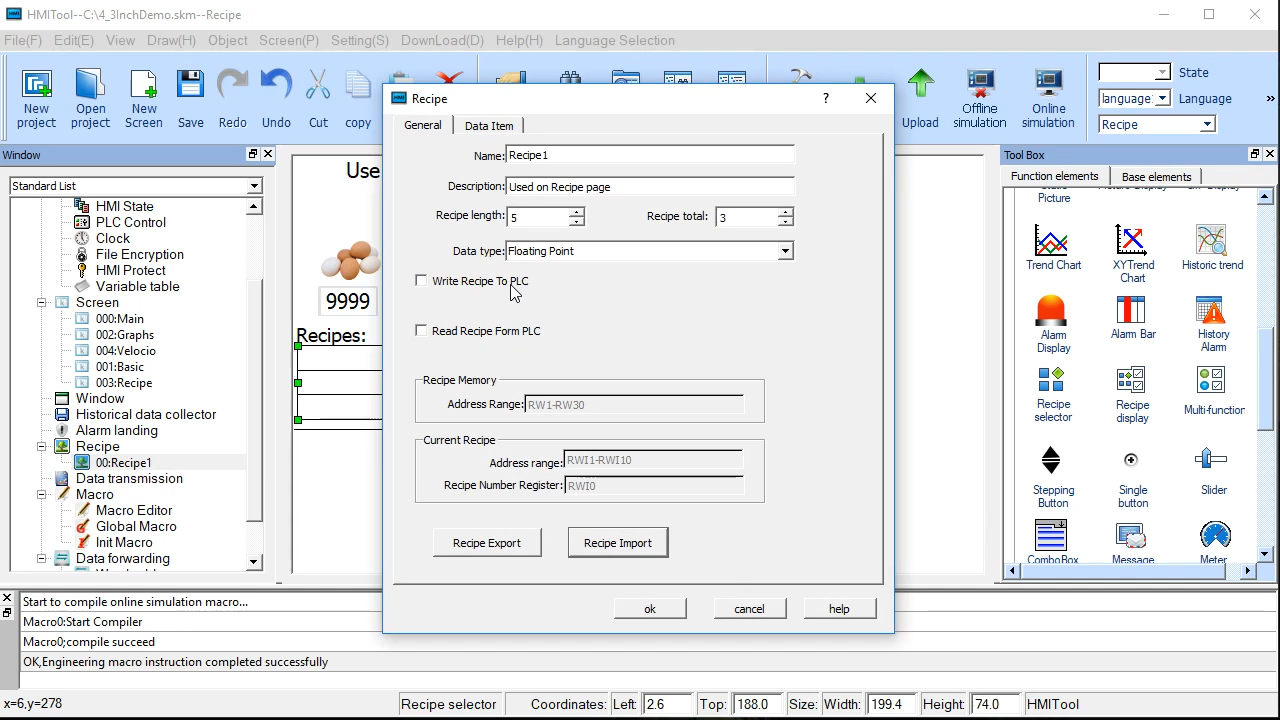 HMITool--C:\4_3InchDemo.skm--Recipe
File(F) Edit(E) View Draw(H) Object Screen(P) Setting(S) DownLoad(D) Help(H) Language Selection
New project
Open project
New Screen
Save
Redo
Undo
Cut
copy
Upload
Offline simulation
Online simulation
State
language: Language
Recipe
»
Window
Standard List
HMI State
PLC Control
Clock
File Encryption
HMI Protect
Variable table
Screen
000:Main
002:Graphs
004:Velocio
001:Basic
003:Recipe
Window
Historical data collector
Alarm landing
Recipe
00:Recipe1
Data transmission
Macro
Macro Editor
Global Macro
Init Macro
Data forwarding
Use
9999
Recipes:
HMI Recipe
?
General Data Item
Name: Recipe1
Description: Used on Recipe page
Recipe length: 5 Recipe total: 3
Data type: Floating Point
Write Recipe To PLC
Read Recipe Form PLC
Recipe Memory
Address Range: RW1-RW30
Current Recipe
Address range: RWI1-RWI10
Recipe Number Register: RWI0
Recipe Export Recipe Import
ok cancel help
Tool Box
Function elements Base elements
Picture
Trend Chart
XYTrend Chart
Historic trend
Alarm Display
Alarm Bar
History Alarm
Recipe selector
Recipe display
Multi-function
Stepping Button
Single button
Slider
ComboBox
Message
Meter
Start to compile online simulation macro...
Macro0:Start Compiler
Macro0;compile succeed
OK,Engineering macro instruction completed successfully
x=6,y=278 Recipe selector Coordinates: Left: 2.6 Top: 188.0 Size: Width: 199.4 Height: 74.0 HMITool